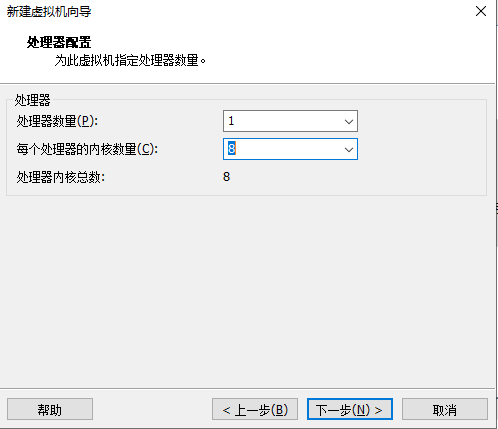 新建虚拟机向导
处理器配置
为此虚拟机指定处理器数量。
处理器
处理器数量(P): 1
每个处理器的内核数量(C): 8
处理器内核总数: 8
帮助 < 上一步(B) 下一步(N) > 取消